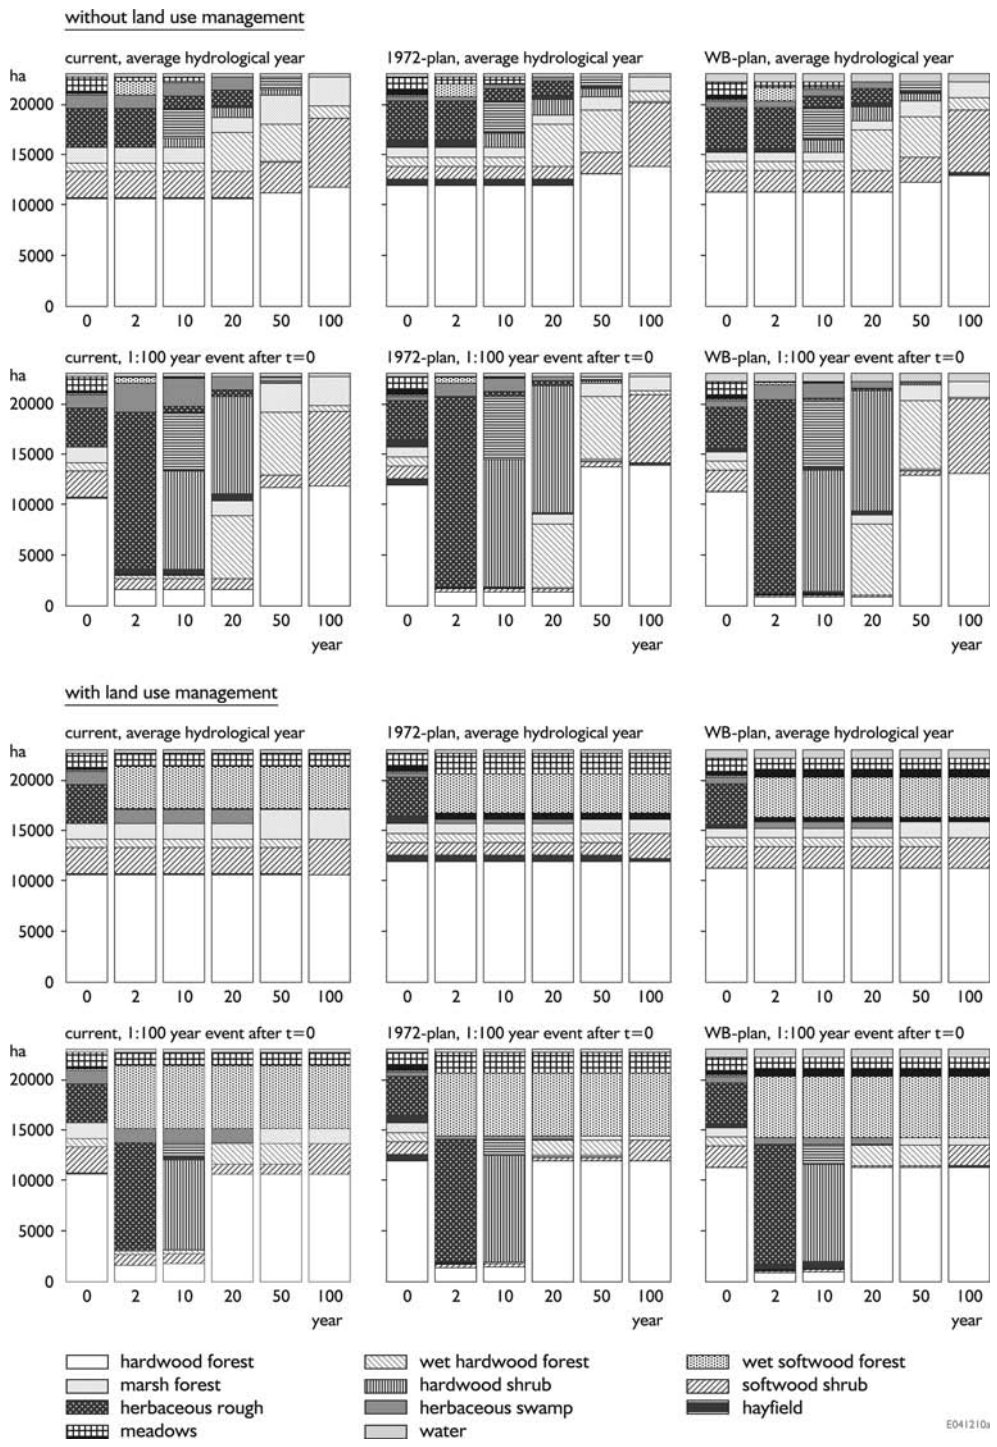 without land use management
current, average hydrological year
1972-plan, average hydrological year
WB-plan, average hydrological year
ha
20000
15000
10000
5000
0
0 2 10 20 50 100
0 2 10 20 50 100
0 2 10 20 50 100
current, 1:100 year event after t=0
1972-plan, 1:100 year event after t=0
WB-plan, 1:100 year event after t=0
ha
20000
15000
10000
5000
0
0 2 10 20 50 100
0 2 10 20 50 100
0 2 10 20 50 100
year
year
year
with land use management
current, average hydrological year
1972-plan, average hydrological year
WB-plan, average hydrological year
ha
20000
15000
10000
5000
0
0 2 10 20 50 100
0 2 10 20 50 100
0 2 10 20 50 100
current, 1:100 year event after t=0
1972-plan, 1:100 year event after t=0
WB-plan, 1:100 year event after t=0
ha
20000
15000
10000
5000
0
0 2 10 20 50 100
0 2 10 20 50 100
0 2 10 20 50 100
year
year
year
hardwood forest
wet hardwood forest
wet softwood forest
marsh forest
hardwood shrub
softwood shrub
herbaceous rough
herbaceous swamp
hayfield
meadows
water
E041210a